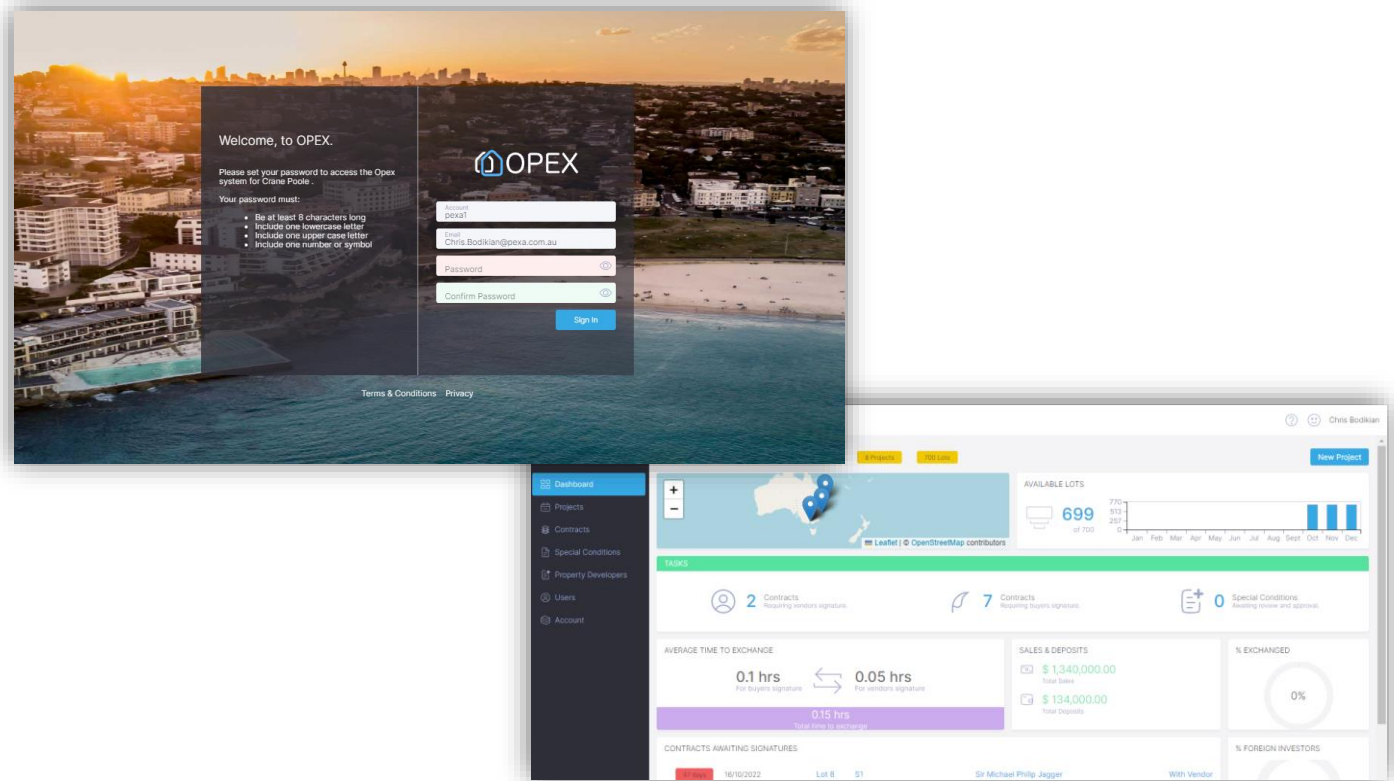 Welcome, to OPEX.
Please set your password to access the Opex
system for Crane Poole .
Your password must:
Be at least 8 characters long
Include one lowercase letter
Include one upper case letter
Include one number or symbol
OPEX
Account
pexa1
Email
Chris.Bodikian@pexa.com.au
Password
Confirm Password
Sign In
Terms & Conditions Privacy
Chris Bodikian
6 Projects 700 Lots
New Project
Dashboard
Projects
Contracts
Special Conditions
Property Developers
Users
Account
+
−
Leaflet | © OpenStreetMap contributors
AVAILABLE LOTS
699
of 700
770
513
257
0
Jan Feb Mar Apr May Jun Jul Aug Sept Oct Nov Dec
TASKS
2 Contracts
Requiring vendors signature.
7 Contracts
Requiring buyers signature.
0 Special Conditions
Awaiting review and approval.
AVERAGE TIME TO EXCHANGE
0.1 hrs
For buyers signature
0.05 hrs
For vendors signature
0.15 hrs
Total time to exchange
SALES & DEPOSITS
$ 1,340,000.00
Total Sales
$ 134,000.00
Total Deposits
% EXCHANGED
0%
CONTRACTS AWAITING SIGNATURES
days 18/10/2022 Lot 8 S1 Sir Michael Philip Jagger With Vendor
% FOREIGN INVESTORS